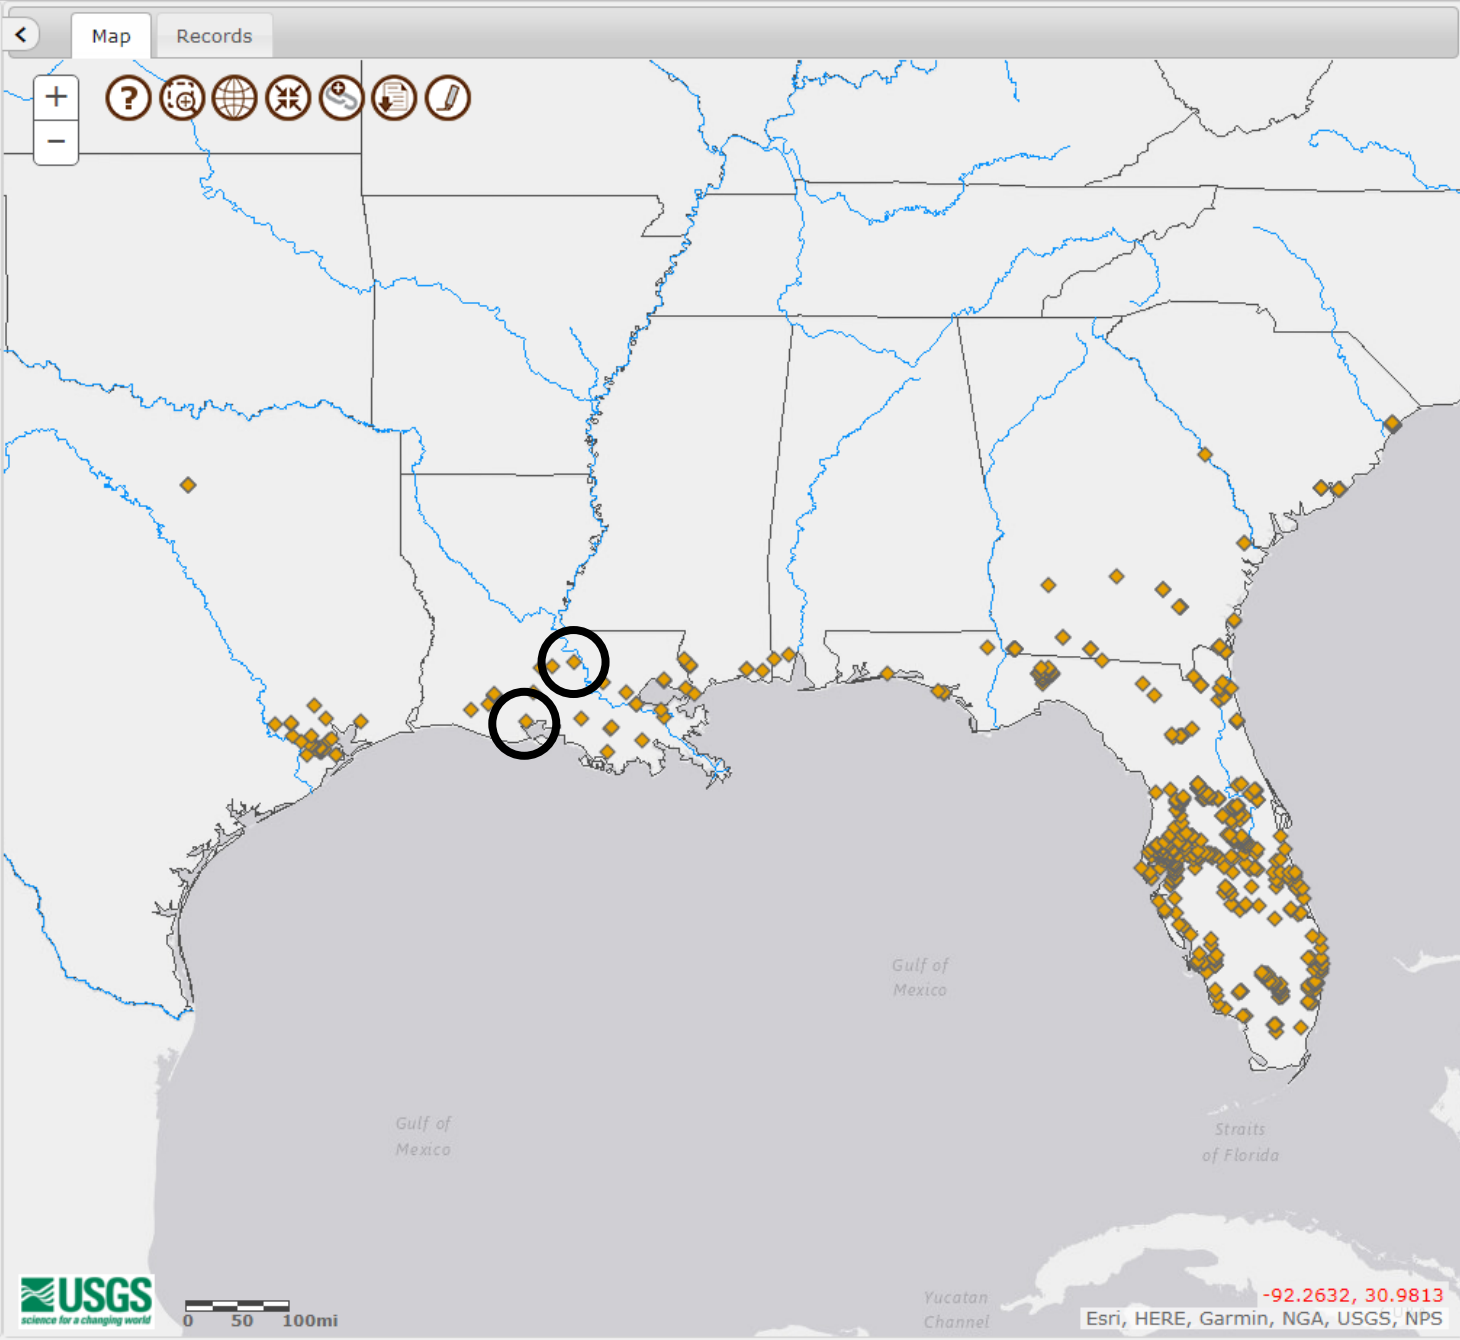 Map
Records
+
−
?
Gulf of
Mexico
Gulf of
Mexico
Straits
of Florida
Yucatan
Channel
USGS
science for a changing world
0 50 100mi
-92.2632, 30.9813
Esri, HERE, Garmin, NGA, USGS, NPS